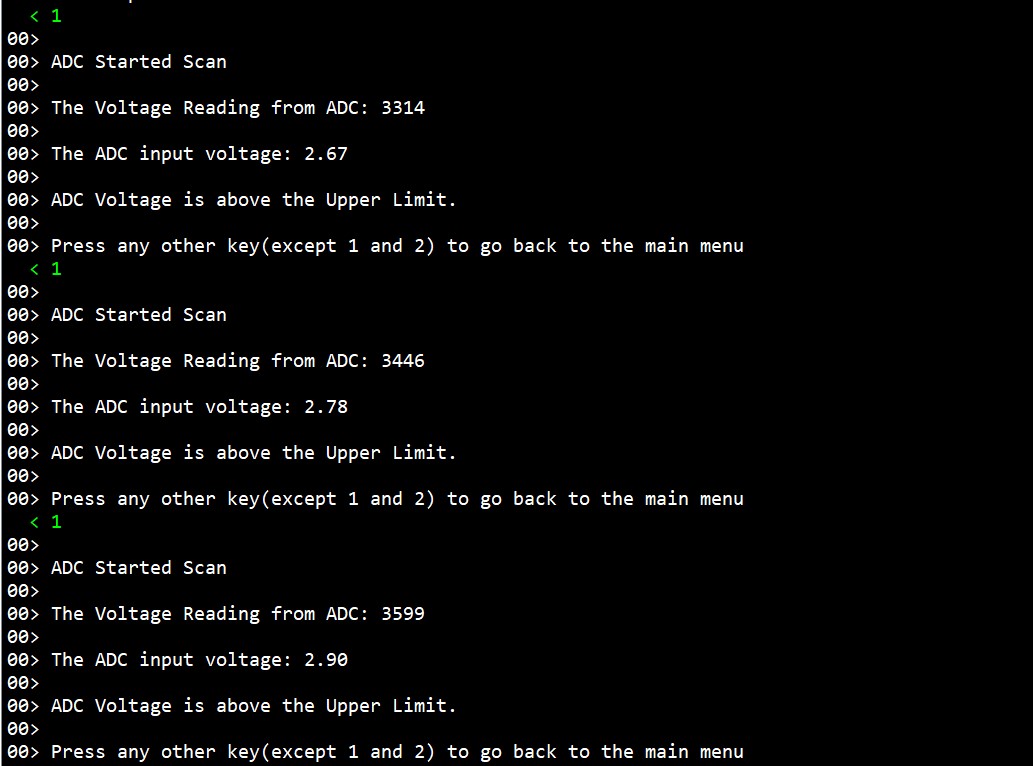 < 1
00>
00> ADC Started Scan
00>
00> The Voltage Reading from ADC: 3314
00>
00> The ADC input voltage: 2.67
00>
00> ADC Voltage is above the Upper Limit.
00>
00> Press any other key(except 1 and 2) to go back to the main menu
< 1
00>
00> ADC Started Scan
00>
00> The Voltage Reading from ADC: 3446
00>
00> The ADC input voltage: 2.78
00>
00> ADC Voltage is above the Upper Limit.
00>
00> Press any other key(except 1 and 2) to go back to the main menu
< 1
00>
00> ADC Started Scan
00>
00> The Voltage Reading from ADC: 3599
00>
00> The ADC input voltage: 2.90
00>
00> ADC Voltage is above the Upper Limit.
00>
00> Press any other key(except 1 and 2) to go back to the main menu